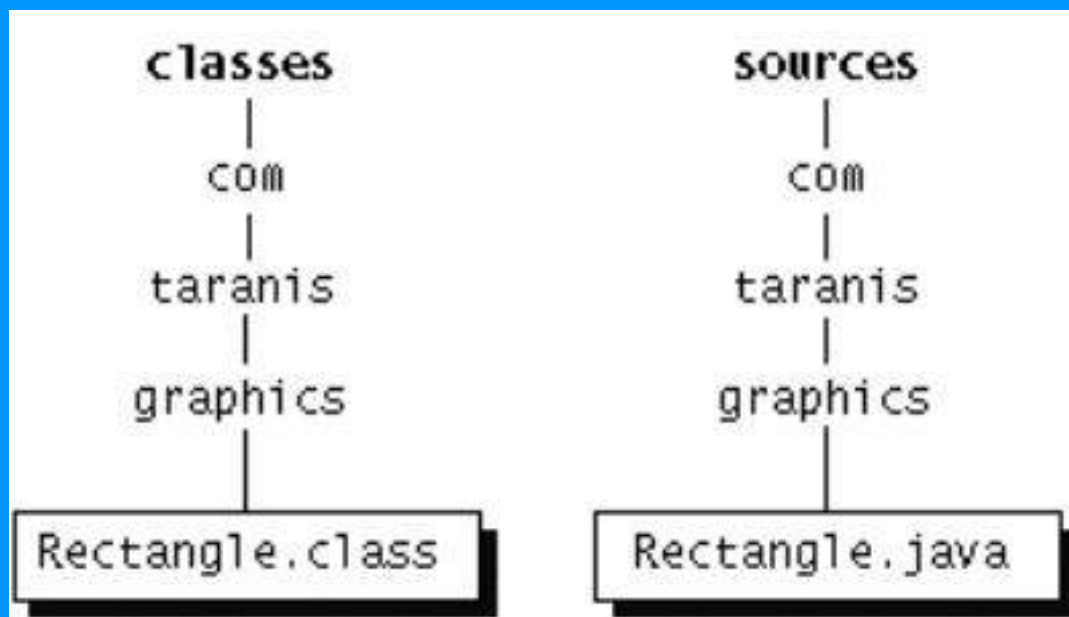 classes
com
taranis
graphics
Rectangle.class
sources
com
taranis
graphics
Rectangle.java